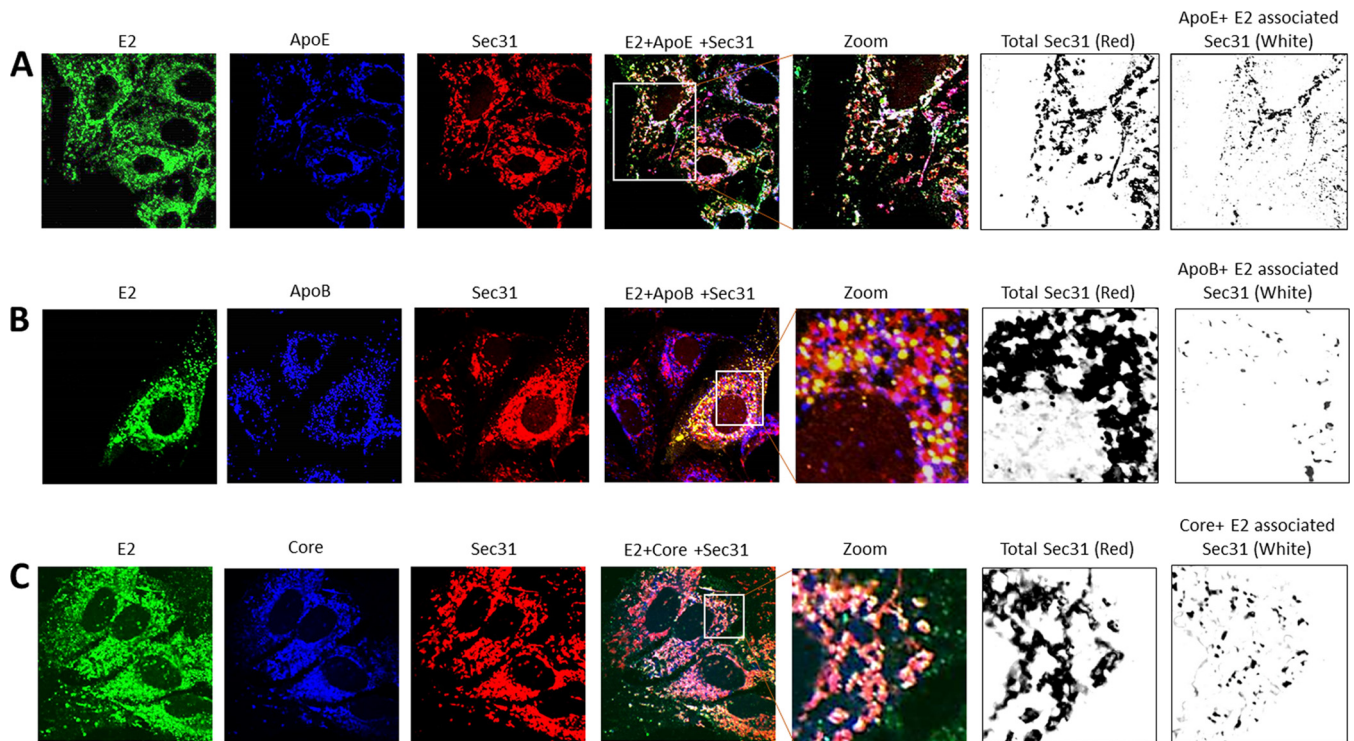 A
E2
ApoE
Sec31
E2+ApoE +Sec31
Zoom
Total Sec31 (Red)
ApoE+ E2 associated
Sec31 (White)
B
E2
ApoB
Sec31
E2+ApoB +Sec31
Zoom
Total Sec31 (Red)
ApoB+ E2 associated
Sec31 (White)
C
E2
Core
Sec31
E2+Core +Sec31
Zoom
Total Sec31 (Red)
Core+ E2 associated
Sec31 (White)